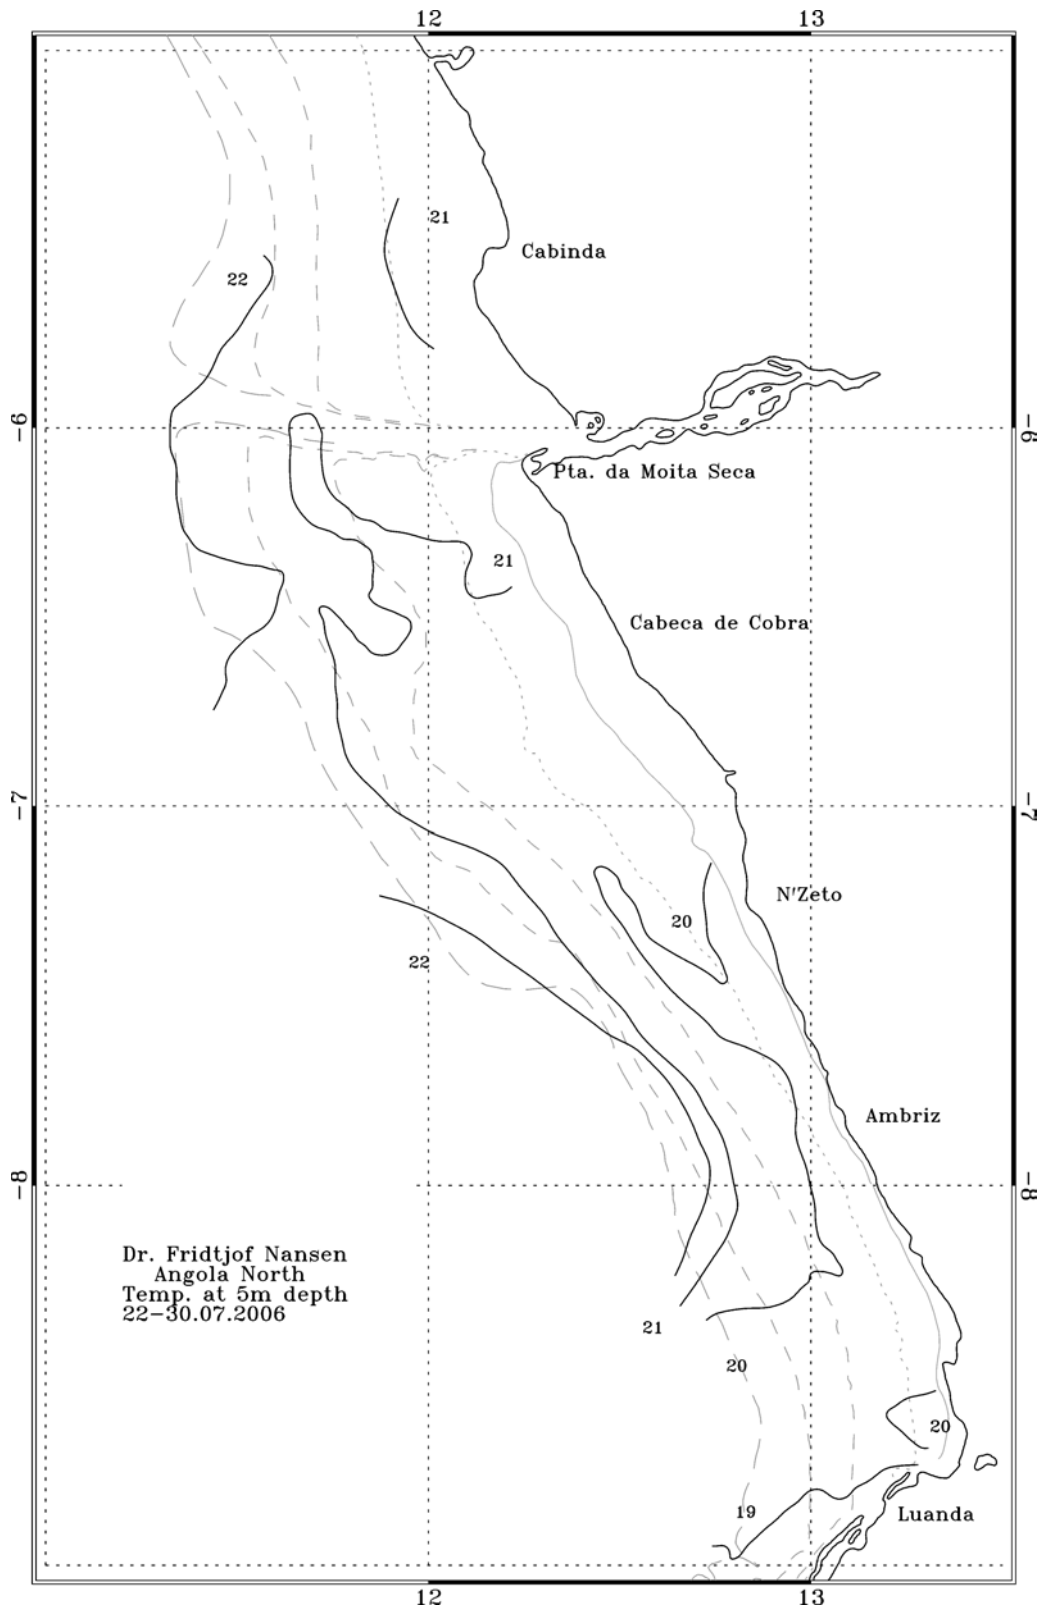 12 13
21
Cabinda
22
-6 -6
Pta. da Moita Seca
21
Cabeca de Cobra
-7 -7
N'Zeto
20
22
Ambriz
-8 -8
Dr. Fridtjof Nansen
Angola North
Temp. at 5m depth
22-30.07.2006
21
20
20
19
Luanda
12 13